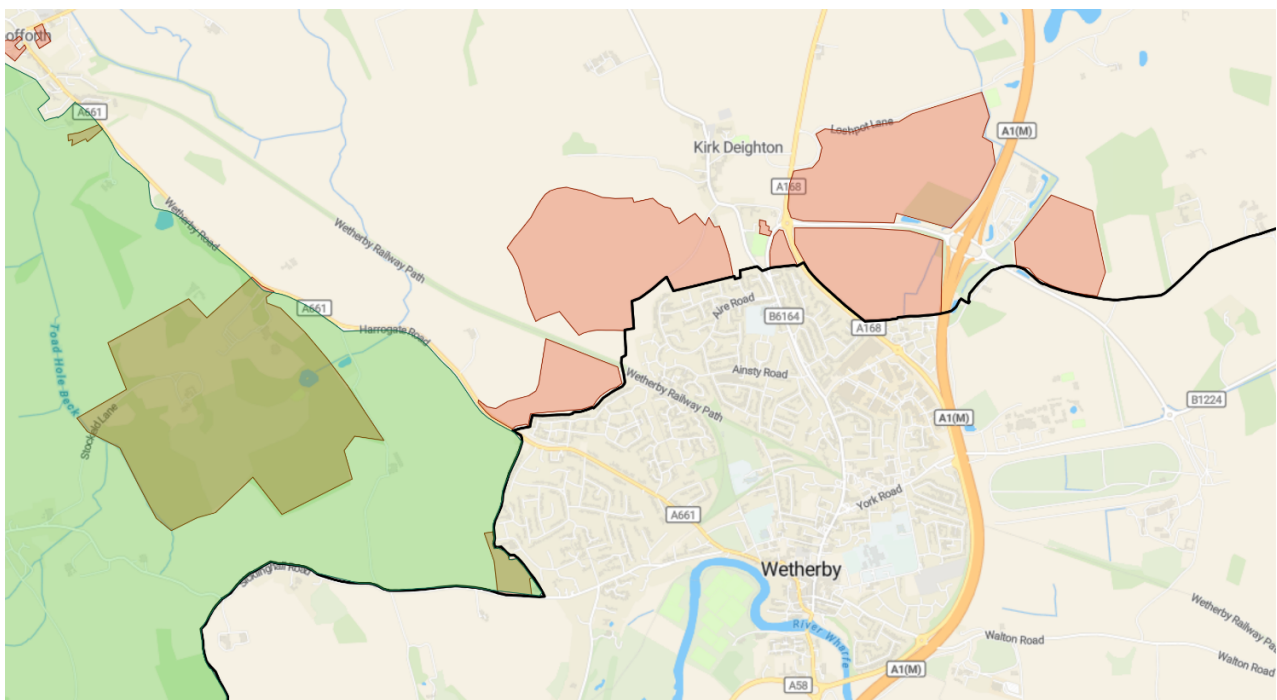 offorth
A661
Loshpot Lane
A1(M)
Kirk Deighton
A168
Wetherby Road
Wetherby Railway Path
A661
Harrogate Road
Aire Road
B6164
A168
Toad Hole Beck
Ainsty Road
Wetherby Railway Path
Stockeld Lane
A1(M)
B1224
York Road
A661
Wetherby
Wetherby Railway Pat
River Wharfe
Walton Road
Walton Road
A1(M)
A58